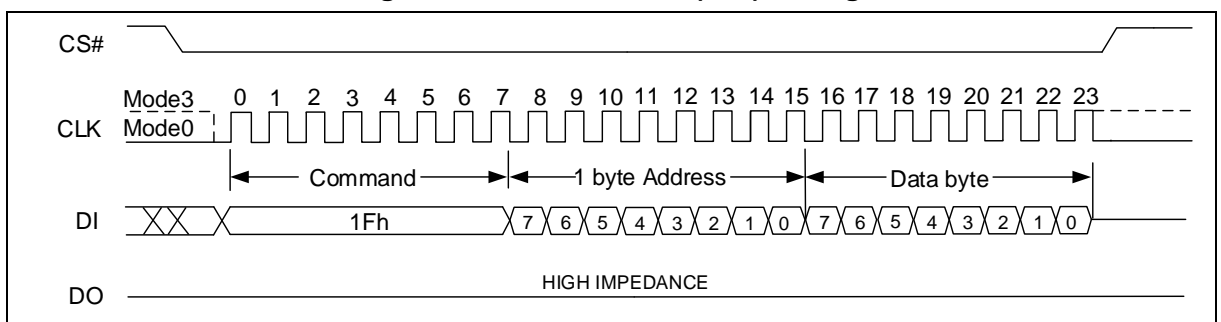 CS#
Mode3 0 1 2 3 4 5 6 7 8 9 10 11 12 13 14 15 16 17 18 19 20 21 22 23
CLK Mode0
Command 1 byte Address Data byte
DI 1Fh 7 6 5 4 3 2 1 0 7 6 5 4 3 2 1 0
HIGH IMPEDANCE
DO